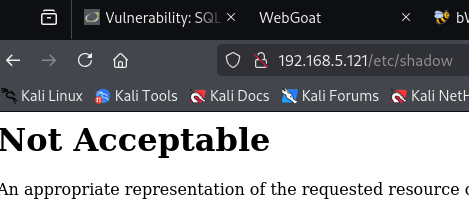 Vulnerability: SQL
WebGoat
192.168.5.121/etc/shadow
Kali Linux Kali Tools Kali Docs Kali Forums Kali NetH
Not Acceptable
An appropriate representation of the requested resource